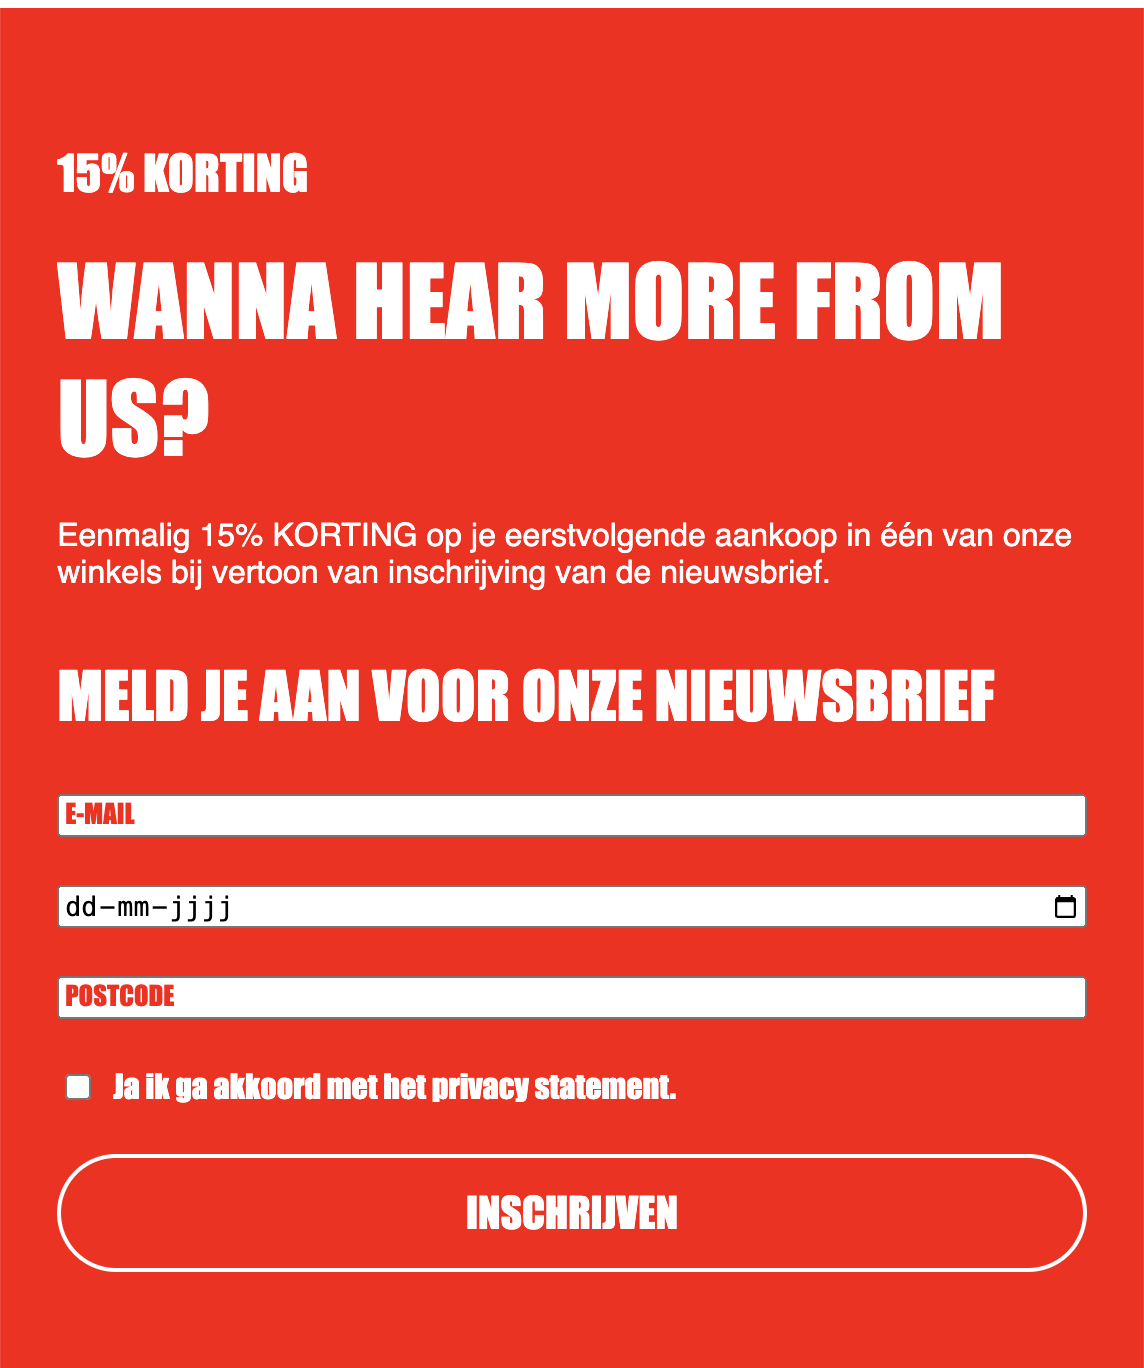 15% KORTING
WANNA HEAR MORE FROM
US?
Eenmalig 15% KORTING op je eerstvolgende aankoop in één van onze
winkels bij vertoon van inschrijving van de nieuwsbrief.
MELD JE AAN VOOR ONZE NIEUWSBRIEF
E-MAIL
dd-mm-jjjj
POSTCODE
Ja ik ga akkoord met het privacy statement.
INSCHRIJVEN